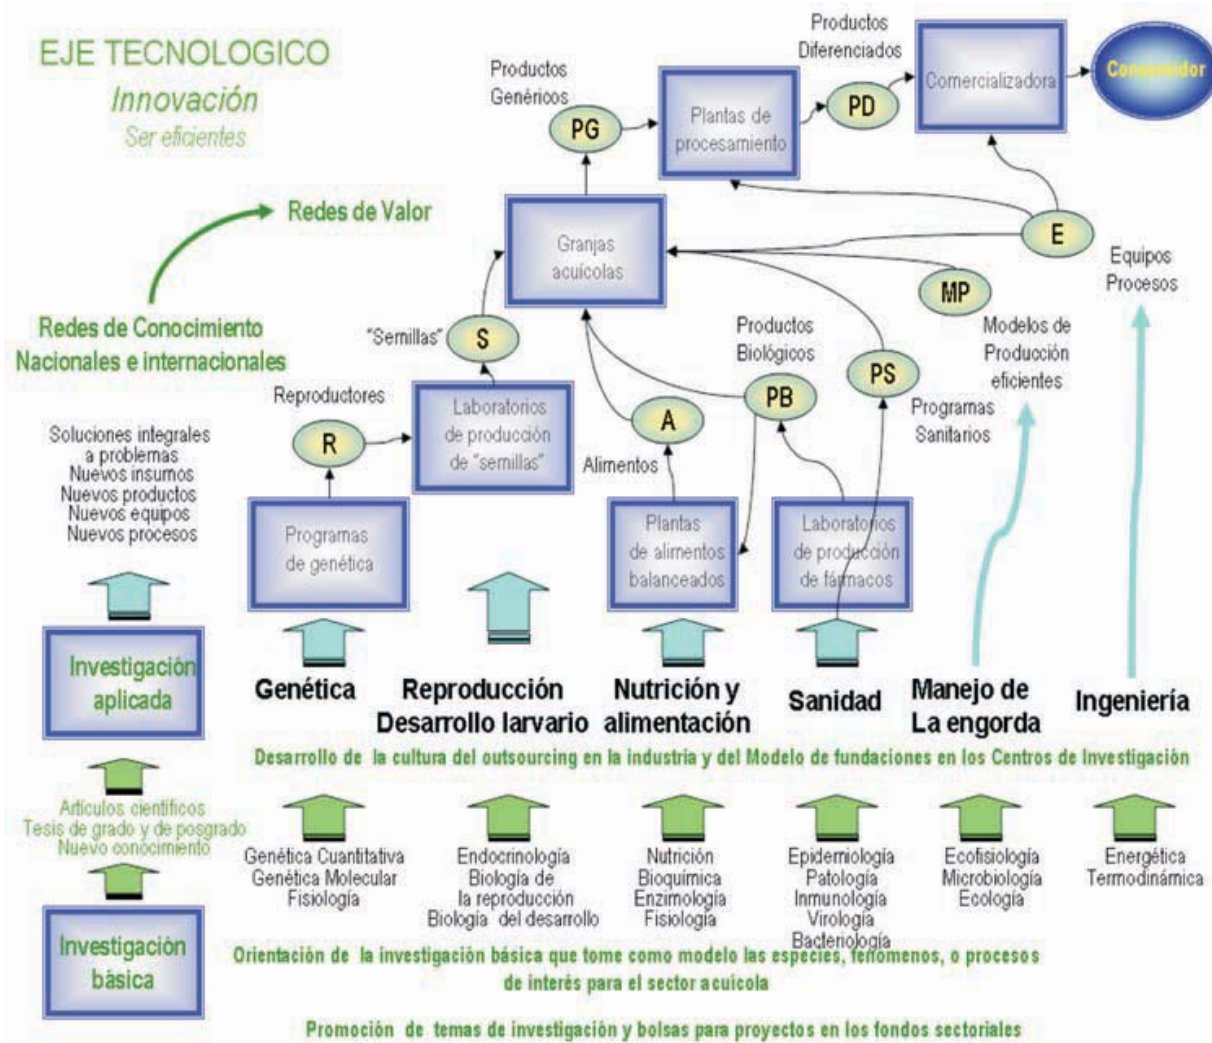 EJE TECNOLOGICO
Innovación
Ser eficientes
Productos
Genéricos
PG
Plantas de
procesamiento
Productos
Diferenciados
PD
Comercializadora
Consumidor
Redes de Valor
Granjas
acuícolas
E
Equipos
Procesos
MP
Modelos de
Producción
eficientes
Redes de Conocimiento
Nacionales e internacionales
"Semillas"
S
Productos
Biológicos
PB
PS
Programas
Sanitarios
Reproductores
R
Laboratorios
de producción
de "semillas"
A
Alimentos
Soluciones integrales
a problemas
Nuevos insumos
Nuevos productos
Nuevos equipos
Nuevos procesos
Programas
de genética
Plantas
de alimentos
balanceados
Laboratorios
de producción
de fármacos
Investigación
aplicada
Genética
Reproducción
Desarrollo larvario
Nutrición y
alimentación
Sanidad
Manejo de
La engorda
Ingeniería
Desarrollo de la cultura del outsourcing en la industria y del Modelo de fundaciones en los Centros de Investigación
Artículos científicos
Tesis de grado y de posgrado
Nuevo conocimiento
Genética Cuantitativa
Genética Molecular
Fisiología
Endocrinología
Biología de
la reproducción
Biología del desarrollo
Nutrición
Bioquímica
Enzimología
Fisiología
Epidemiología
Patología
Inmunología
Virología
Bacteriología
Ecofisiología
Microbiología
Ecología
Energética
Termodinámica
Investigación
básica
Orientación de la investigación básica que tome como modelo las especies, fenómenos, o procesos
de interés para el sector acuícola
Promoción de temas de investigación y bolsas para proyectos en los fondos sectoriales